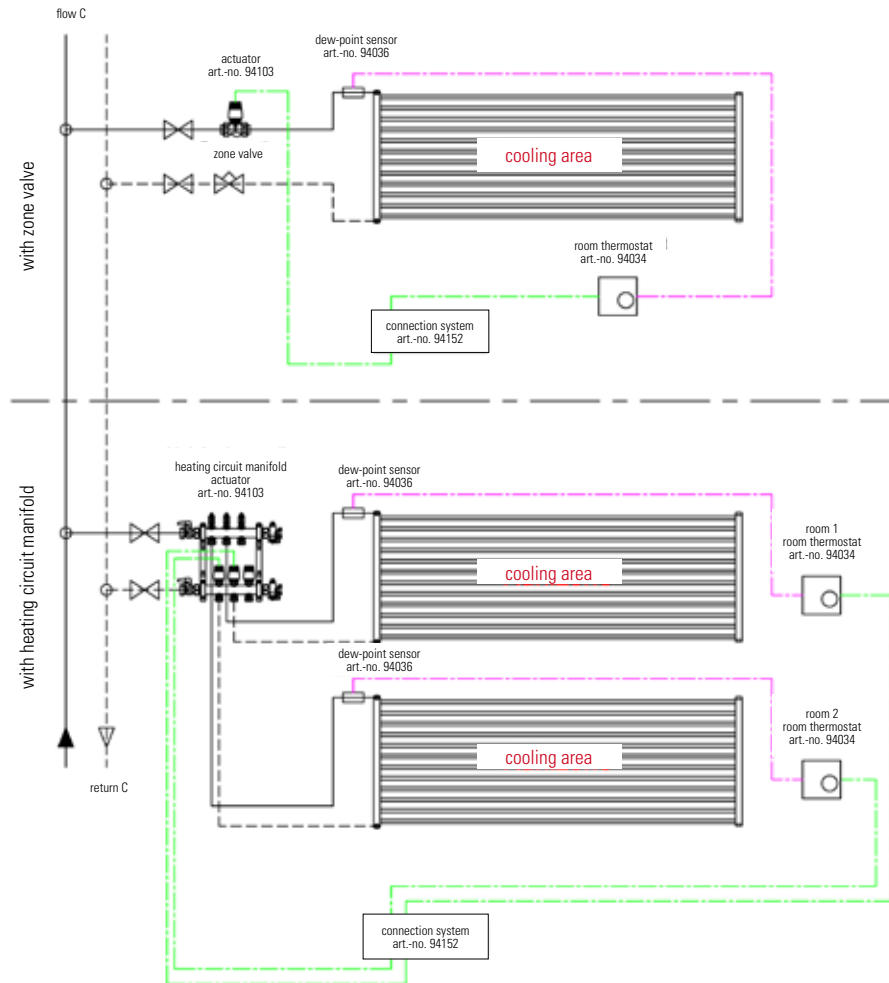 flow C
dew-point sensor
art.-no. 94036
actuator
art.-no. 94103
zone valve
cooling area
with zone valve
room thermostat
art.-no. 94034
connection system
art.-no. 94152
heating circuit manifold
actuator
art.-no. 94103
dew-point sensor
art.-no. 94036
room 1
room thermostat
art.-no. 94034
cooling area
with heating circuit manifold
dew-point sensor
art.-no. 94036
room 2
room thermostat
art.-no. 94034
cooling area
return C
connection system
art.-no. 94152